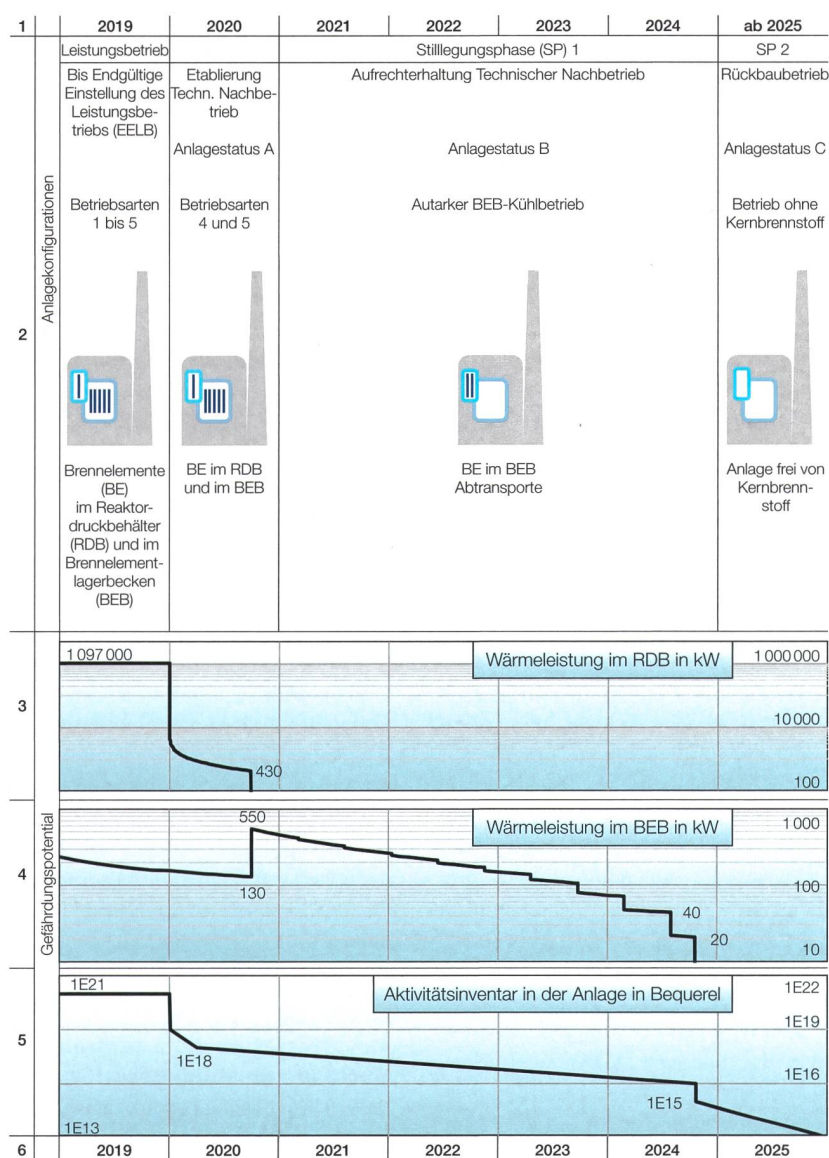 1 2019 2020 2021 2022 2023 2024 ab 2025
Leistungsbetrieb Stilllegungsphase (SP) 1 SP 2
2
Anlagekonfigurationen
Bis Endgültige
Einstellung des
Leistungsbe-
triebs (EELB)
Betriebsarten
1 bis 5
Brennelemente
(BE)
im Reaktor-
druckbehälter
(RDB) und im
Brennelement-
lagerbecken
(BEB)
Etablierung
Techn. Nachbe-
trieb
Anlagestatus A
Betriebsarten
4 und 5
BE im RDB
und im BEB
Aufrechterhaltung Technischer Nachbetrieb
Anlagestatus B
Autarker BEB-Kühlbetrieb
BE im BEB
Abtransporte
Rückbaubetrieb
Anlagestatus C
Betrieb ohne
Kernbrennstoff
Anlage frei von
Kernbrenn-
stoff
Gefährdungspotential
3
Wärmeleistung im RDB in kW
1 097 000
430
1 000 000
10 000
100
4
Wärmeleistung im BEB in kW
550
130
40
20
1 000
100
10
5
Aktivitätsinventar in der Anlage in Bequerel
1E21
1E18
1E15
1E13
1E22
1E19
1E16
6 2019 2020 2021 2022 2023 2024 2025